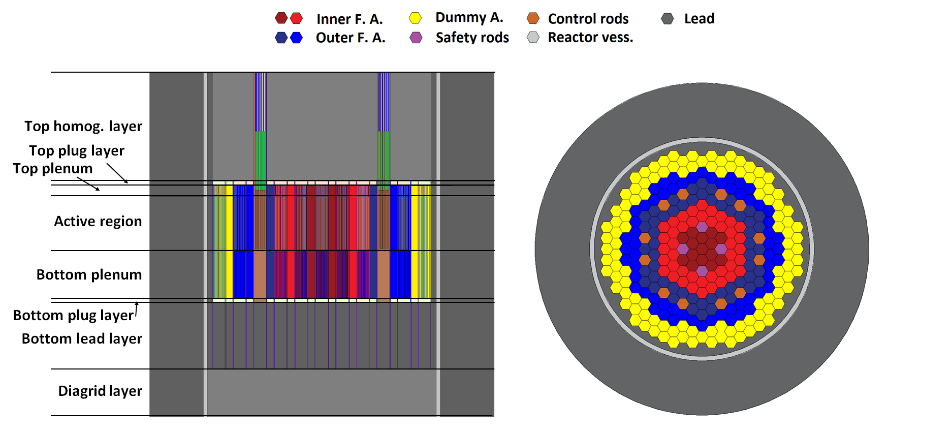 Inner F. A. Dummy A. Control rods Lead
Outer F. A. Safety rods Reactor vess.
Top homog. layer
Top plug layer
Top plenum
Active region
Bottom plenum
Bottom plug layer
Bottom lead layer
Diagrid layer